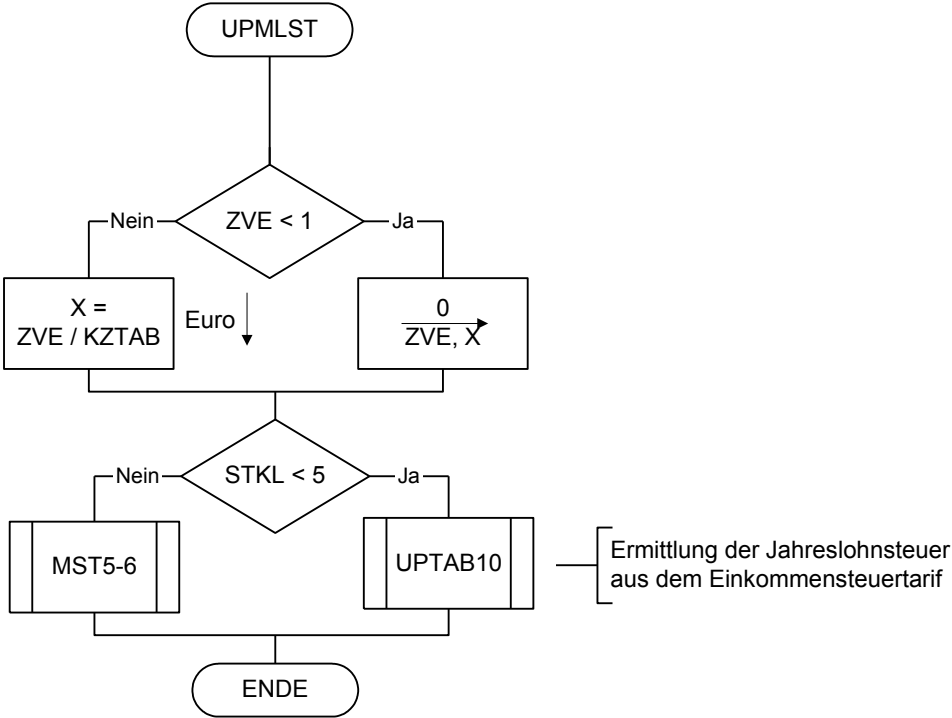 UPMLST
ZVE < 1
Nein
Ja
X =
ZVE / KZTAB
Euro
0
ZVE, X
STKL < 5
Nein
Ja
MST5-6
UPTAB10
Ermittlung der Jahreslohnsteuer
aus dem Einkommensteuertarif
ENDE